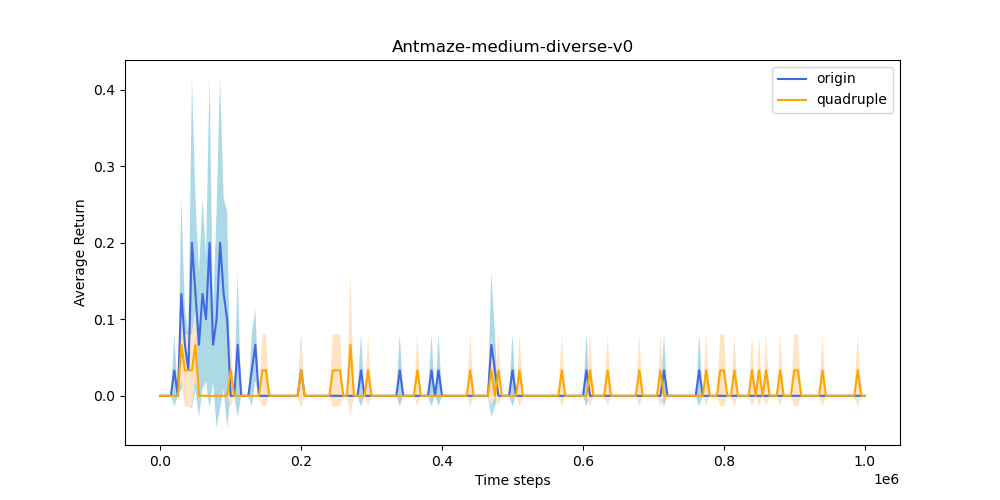 Antmaze-medium-diverse-v0
origin
quadruple
Average Return
0.4
0.3
0.2
0.1
0.0
0.0 0.2 0.4 0.6 0.8 1.0
1e6
Time steps